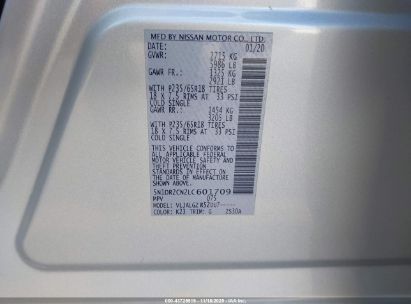 MFD BY NISSAN MOTOR CO., LTD.
DATE: 01/20
GVWR: 2715 KG
5986 LB
GAWR FR.: 1325 KG
2921 LB
WITH P235/65R18 TIRES
18 X 7.5 RIMS AT 33 PSI
COLD SINGLE
GAWR RR.: 1454 KG
3205 LB
WITH P235/65R18 TIRES
18 X 7.5 RIMS AT 33 PSI
COLD SINGLE
THIS VEHICLE CONFORMS TO ALL
APPLICABLE FEDERAL MOTOR
VEHICLE SAFETY AND THEFT
PREVENTION STANDARDS IN
EFFECT ON THE DATE OF
MANUFACTURE SHOWN ABOVE.
5N1DR2CN2LC601709
MPV 075
MODEL:
COLOR: K23 TRIM: G